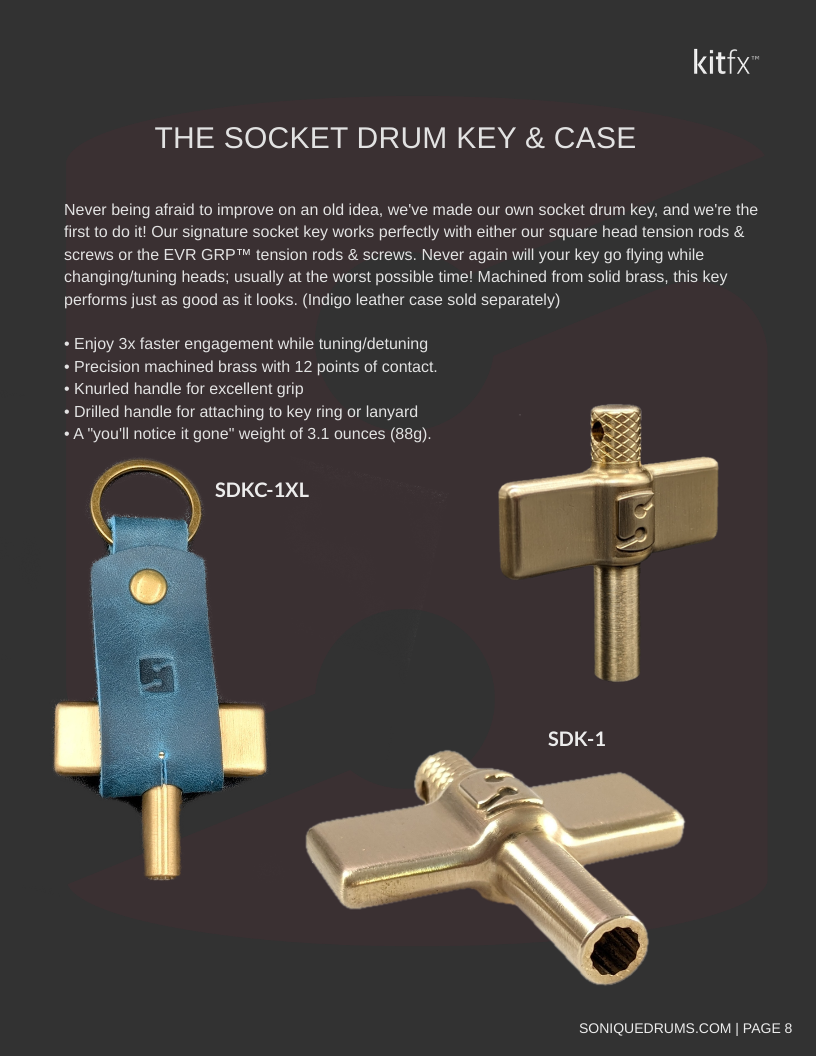 kitfx™
THE SOCKET DRUM KEY & CASE
Never being afraid to improve on an old idea, we've made our own socket drum key, and we're the
first to do it! Our signature socket key works perfectly with either our square head tension rods &
screws or the EVR GRP™ tension rods & screws. Never again will your key go flying while
changing/tuning heads; usually at the worst possible time! Machined from solid brass, this key
performs just as good as it looks. (Indigo leather case sold separately)
• Enjoy 3x faster engagement while tuning/detuning
• Precision machined brass with 12 points of contact.
• Knurled handle for excellent grip
• Drilled handle for attaching to key ring or lanyard
• A "you'll notice it gone" weight of 3.1 ounces (88g).
SDKC-1XL
SDK-1
SONIQUEDRUMS.COM | PAGE 8